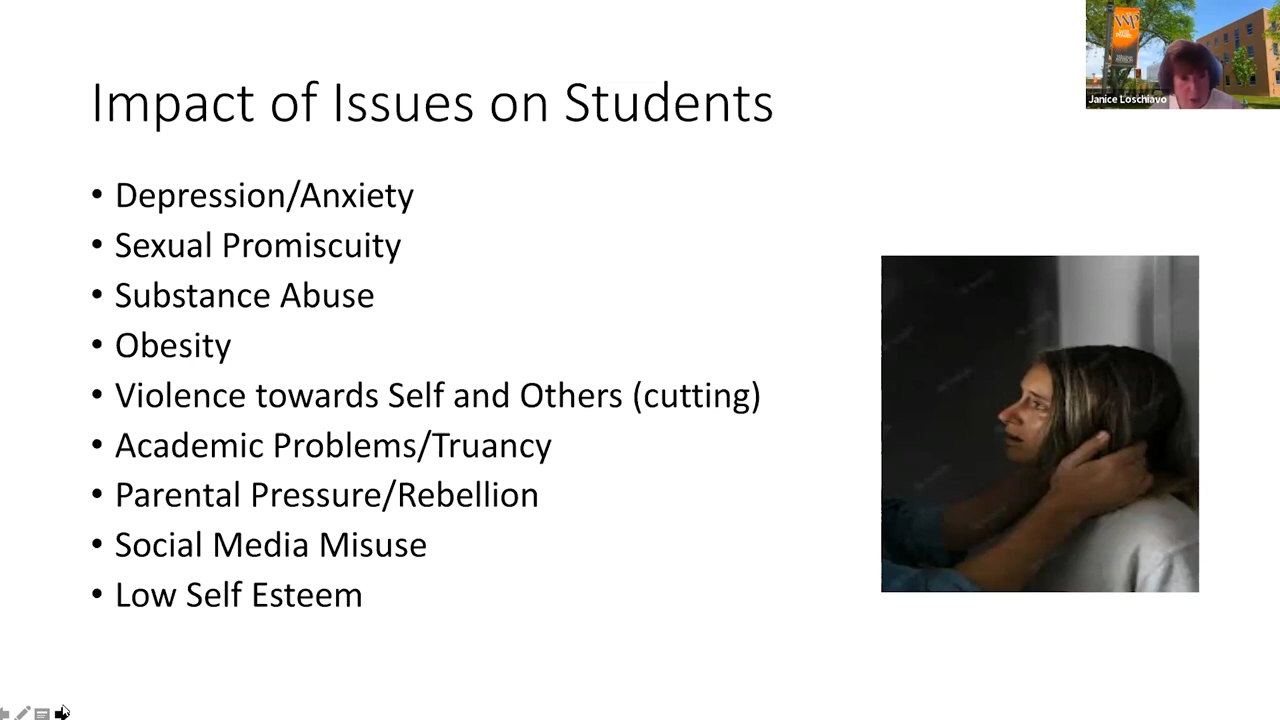 Impact of Issues on Students
• Depression/Anxiety
• Sexual Promiscuity
• Substance Abuse
• Obesity
• Violence towards Self and Others (cutting)
• Academic Problems/Truancy
• Parental Pressure/Rebellion
• Social Media Misuse
• Low Self Esteem
WP
Janice Loschiavo